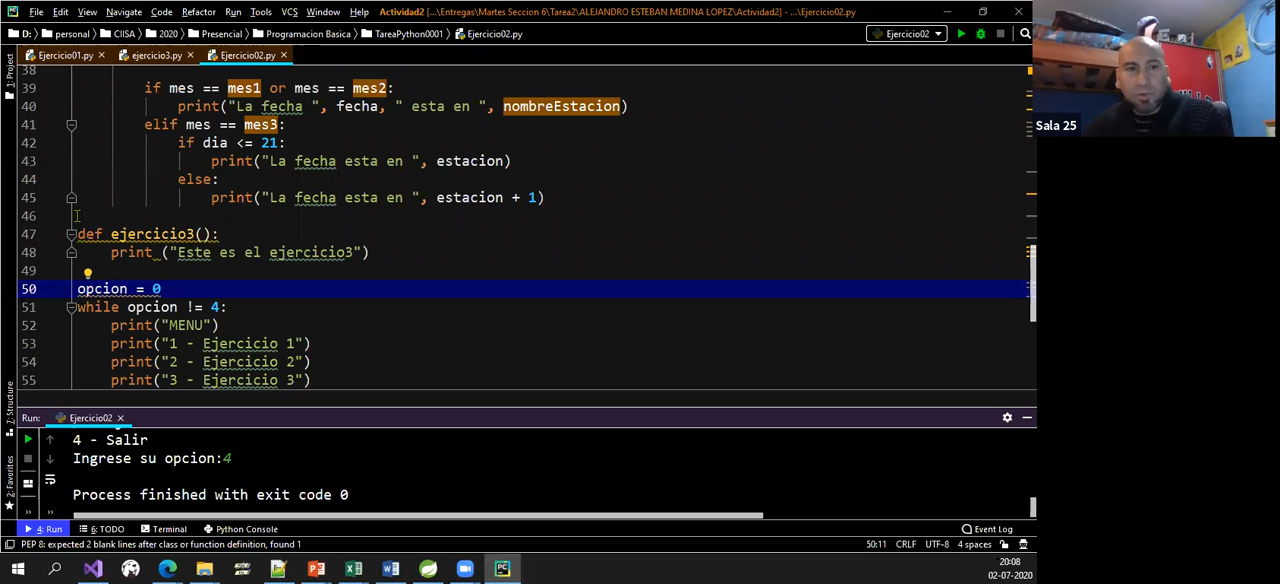 File Edit View Navigate Code Refactor Run Tools VCS Window Help Actividad2 [...\Entregas\Martes Seccion 6\Tarea2\ALEJANDRO ESTEBAN MEDINA LOPEZ\Actividad2] - ...\Ejercicio02.py
D: personal CIISA 2020 Presencial Programacion Basica TareaPython0001 Ejercicio02.py Ejercicio02
Ejercicio01.py ejercicio3.py Ejercicio02.py
1: Project
38
39 if mes == mes1 or mes == mes2:
40 print("La fecha ", fecha, " esta en ", nombreEstacion)
41 elif mes == mes3:
42 if dia <= 21:
43 print("La fecha esta en ", estacion)
44 else:
45 print("La fecha esta en ", estacion + 1)
46
47 def ejercicio3():
48 print ("Este es el ejercicio3")
49
50 opcion = 0
51 while opcion != 4:
52 print("MENU")
53 print("1 - Ejercicio 1")
54 print("2 - Ejercicio 2")
55 print("3 - Ejercicio 3")
Sala 25
7: Structure
2: Favorites
Run: Ejercicio02
4 - Salir
Ingrese su opcion:4
Process finished with exit code 0
4: Run 6: TODO Terminal Python Console Event Log
PEP 8: expected 2 blank lines after class or function definition, found 1 50:11 CRLF UTF-8 4 spaces
20:08
02-07-2020